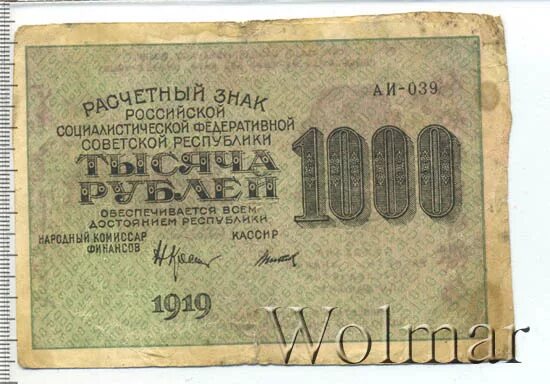 РАСЧЕТНЫЙ ЗНАК
РОССИЙСКОЙ
СОЦИАЛИСТИЧЕСКОЙ ФЕДЕРАТИВНОЙ
СОВЕТСКОЙ РЕСПУБЛИКИ
ТЫСЯЧА
РУБЛЕЙ
ОБЕСПЕЧИВАЕТСЯ ВСЕМ
ДОСТОЯНИЕМ РЕСПУБЛИКИ
НАРОДНЫЙ КОМИССАР
ФИНАНСОВ
КАССИР
1919
АИ-039
1000
Wolmar